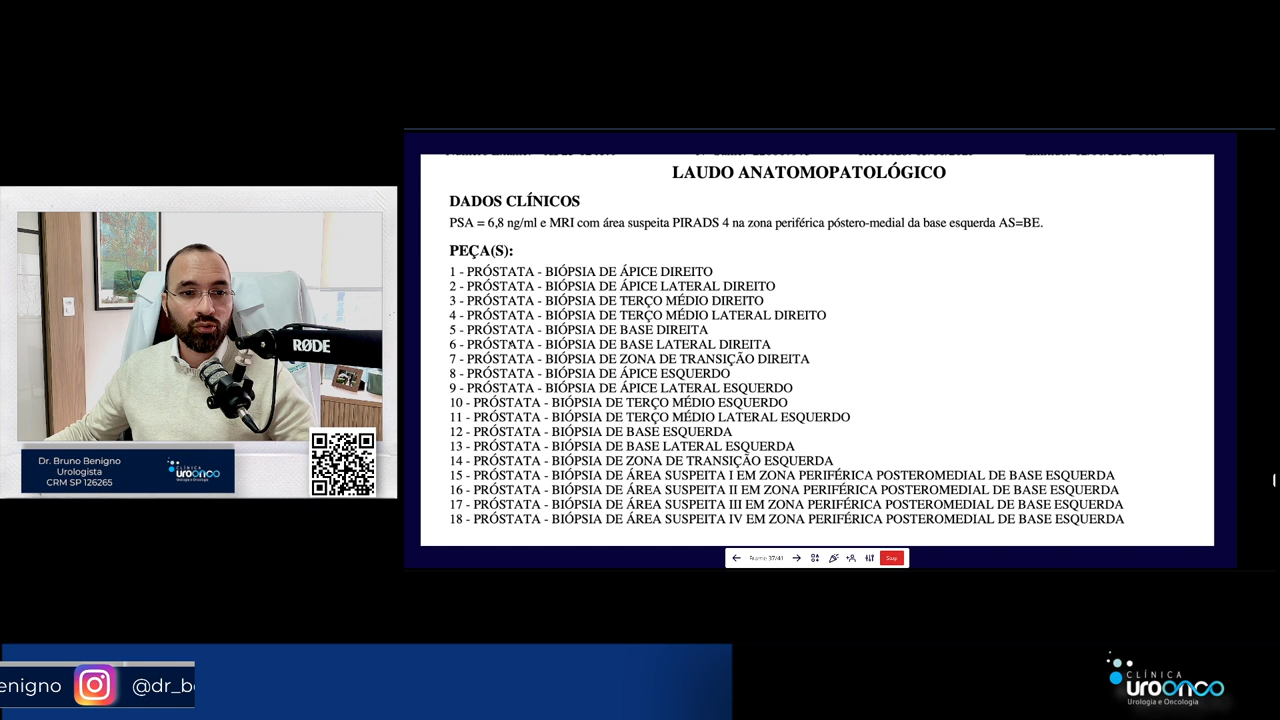 LAUDO ANATOMOPATOLÓGICO
DADOS CLÍNICOS
PSA = 6,8 ng/ml e MRI com área suspeita PIRADS 4 na zona periférica póstero-medial da base esquerda AS=BE.
PEÇA(S):
1 - PRÓSTATA - BIÓPSIA DE ÁPICE DIREITO
2 - PRÓSTATA - BIÓPSIA DE ÁPICE LATERAL DIREITO
3 - PRÓSTATA - BIÓPSIA DE TERÇO MÉDIO DIREITO
4 - PRÓSTATA - BIÓPSIA DE TERÇO MÉDIO LATERAL DIREITO
5 - PRÓSTATA - BIÓPSIA DE BASE DIREITA
6 - PRÓSTATA - BIÓPSIA DE BASE LATERAL DIREITA
7 - PRÓSTATA - BIÓPSIA DE ZONA DE TRANSIÇÃO DIREITA
8 - PRÓSTATA - BIÓPSIA DE ÁPICE ESQUERDO
9 - PRÓSTATA - BIÓPSIA DE ÁPICE LATERAL ESQUERDO
10 - PRÓSTATA - BIÓPSIA DE TERÇO MÉDIO ESQUERDO
11 - PRÓSTATA - BIÓPSIA DE TERÇO MÉDIO LATERAL ESQUERDO
12 - PRÓSTATA - BIÓPSIA DE BASE ESQUERDA
13 - PRÓSTATA - BIÓPSIA DE BASE LATERAL ESQUERDA
14 - PRÓSTATA - BIÓPSIA DE ZONA DE TRANSIÇÃO ESQUERDA
15 - PRÓSTATA - BIÓPSIA DE ÁREA SUSPEITA I EM ZONA PERIFÉRICA POSTEROMEDIAL DE BASE ESQUERDA
16 - PRÓSTATA - BIÓPSIA DE ÁREA SUSPEITA II EM ZONA PERIFÉRICA POSTEROMEDIAL DE BASE ESQUERDA
17 - PRÓSTATA - BIÓPSIA DE ÁREA SUSPEITA III EM ZONA PERIFÉRICA POSTEROMEDIAL DE BASE ESQUERDA
18 - PRÓSTATA - BIÓPSIA DE ÁREA SUSPEITA IV EM ZONA PERIFÉRICA POSTEROMEDIAL DE BASE ESQUERDA
Frame 37/41
Stop
RØDE
Dr. Bruno Benigno
Urologista
CRM SP 126265
CLÍNICA
uroonco
Urologia e Oncologia
enigno
@dr_b
CLÍNICA
uroonco
Urologia e Oncologia